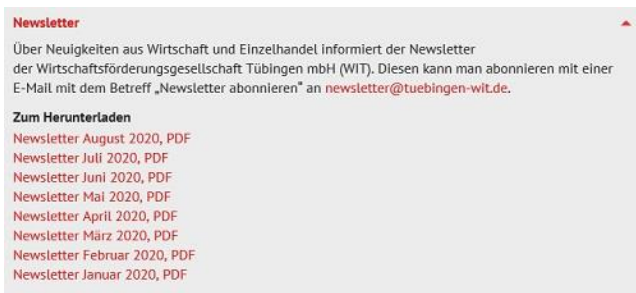 Newsletter
Über Neuigkeiten aus Wirtschaft und Einzelhandel informiert der Newsletter
der Wirtschaftsförderungsgesellschaft Tübingen mbH (WIT). Diesen kann man abonnieren mit einer
E-Mail mit dem Betreff „Newsletter abonnieren“ an newsletter@tuebingen-wit.de.
Zum Herunterladen
Newsletter August 2020, PDF
Newsletter Juli 2020, PDF
Newsletter Juni 2020, PDF
Newsletter Mai 2020, PDF
Newsletter April 2020, PDF
Newsletter März 2020, PDF
Newsletter Februar 2020, PDF
Newsletter Januar 2020, PDF